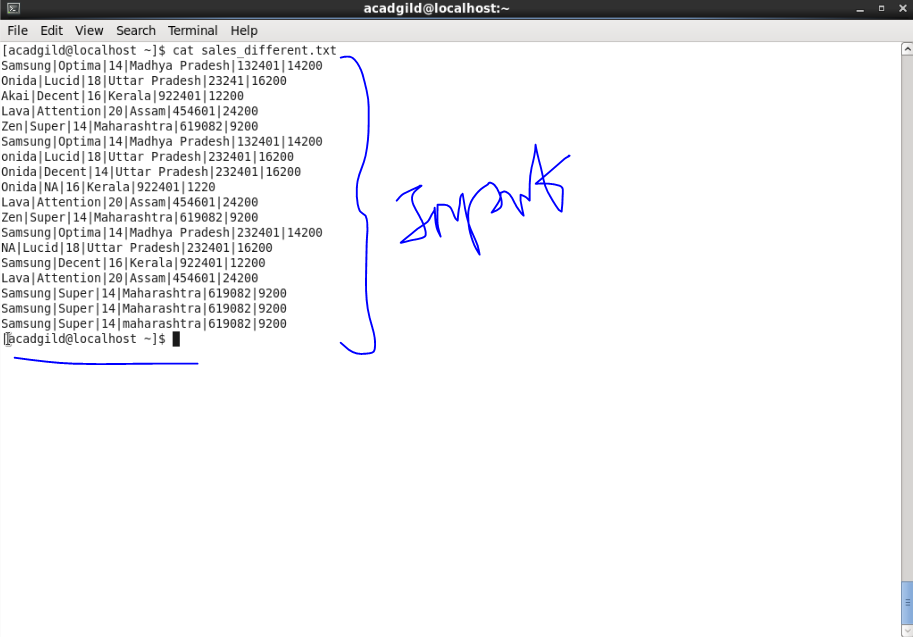 acadgild@localhost:~
File Edit View Search Terminal Help
[acadgild@localhost ~]$ cat sales_different.txt
Samsung|Optima|14|Madhya Pradesh|132401|14200
Onida|Lucid|18|Uttar Pradesh|23241|16200
Akai|Decent|16|Kerala|922401|12200
Lava|Attention|20|Assam|454601|24200
Zen|Super|14|Maharashtra|619082|9200
Samsung|Optima|14|Madhya Pradesh|132401|14200
onida|Lucid|18|Uttar Pradesh|232401|16200
Onida|Decent|14|Uttar Pradesh|232401|16200
Onida|NA|16|Kerala|922401|1220
Lava|Attention|20|Assam|454601|24200
Zen|Super|14|Maharashtra|619082|9200
Samsung|Optima|14|Madhya Pradesh|232401|14200
NA|Lucid|18|Uttar Pradesh|232401|16200
Samsung|Decent|16|Kerala|922401|12200
Lava|Attention|20|Assam|454601|24200
Samsung|Super|14|Maharashtra|619082|9200
Samsung|Super|14|Maharashtra|619082|9200
Samsung|Super|14|maharashtra|619082|9200
[acadgild@localhost ~]$
Input